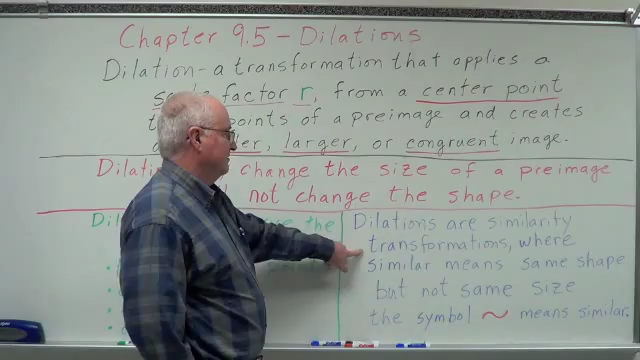 Chapter 9.5 - Dilations
Dilation - a transformation that applies a
factor r, from a center point
points of a preimage and creates
larger, or congruent image.
change the size of a preimage
not change the shape.
the
Dilations are similarity
transformations, where
similar means same shape
but not same size
the symbol ~ means similar.